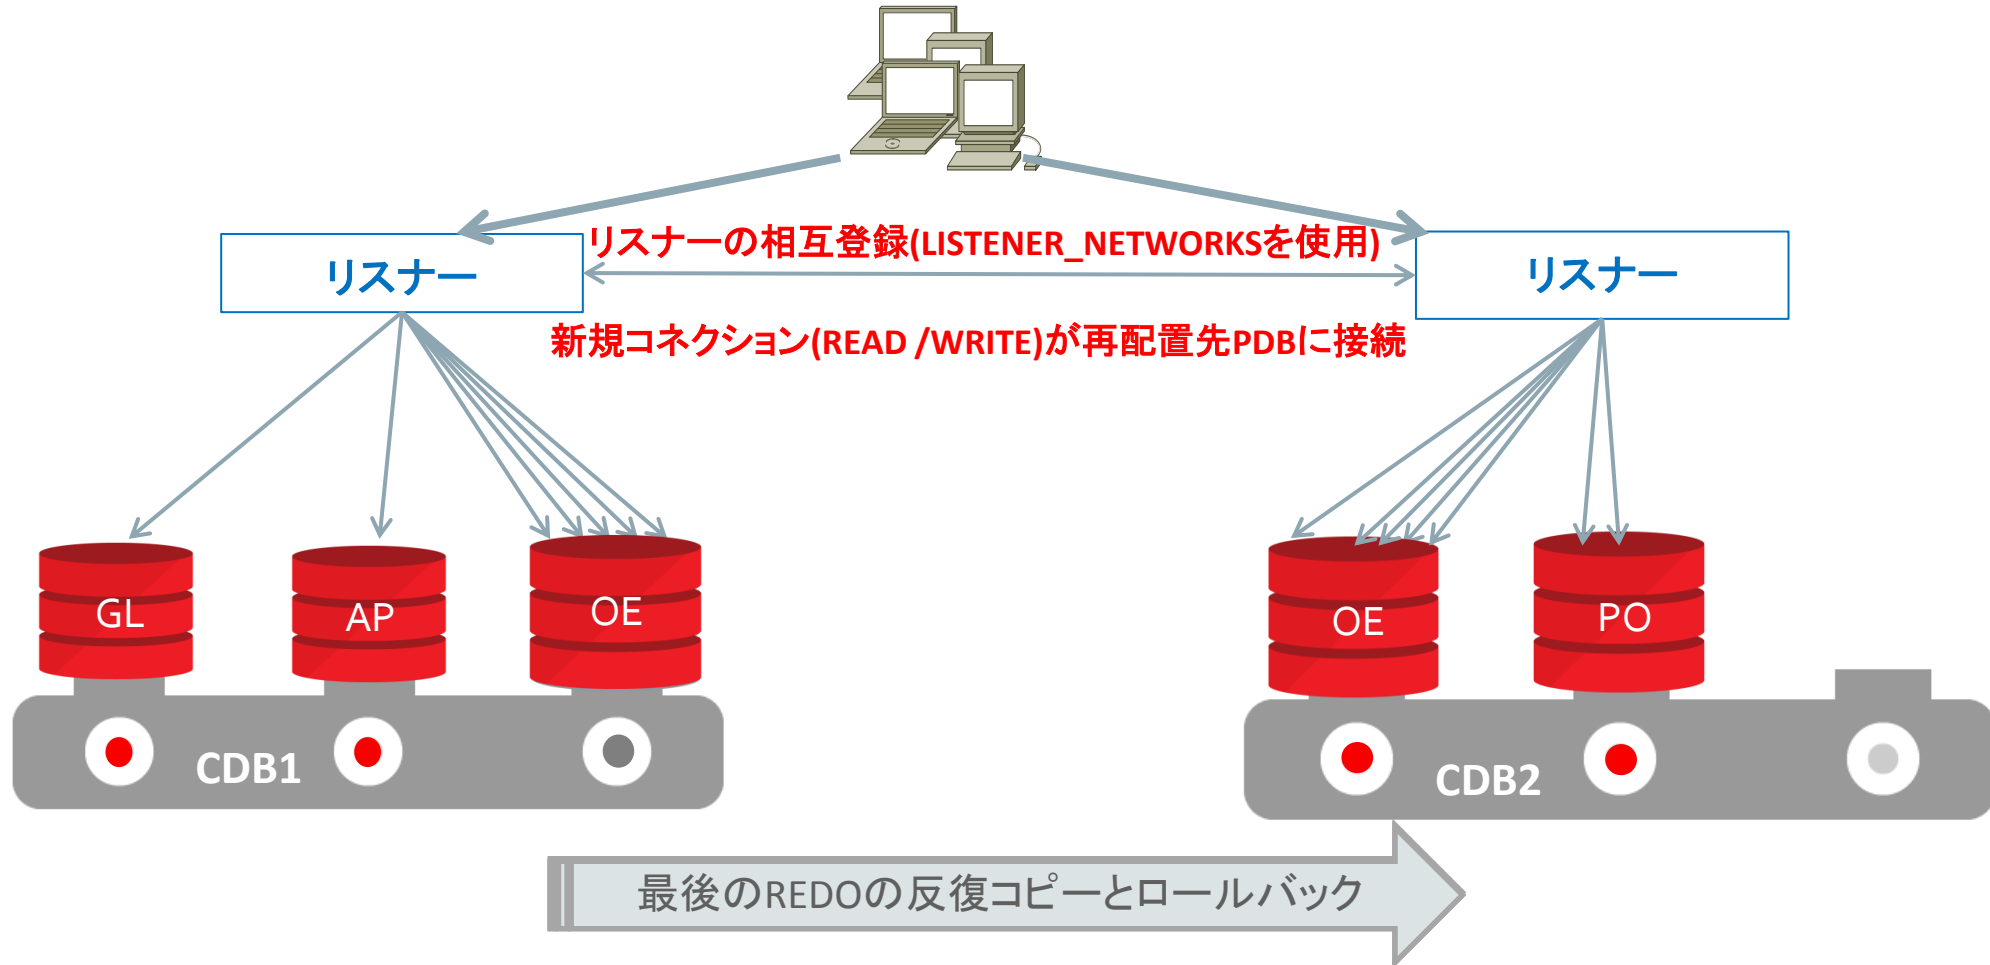 リスナーの相互登録(LISTENER_NETWORKSを使用)
リスナー
リスナー
新規コネクション(READ /WRITE)が再配置先PDBに接続
GL
AP
OE
OE
PO
CDB1
CDB2
最後のREDOの反復コピーとロールバック